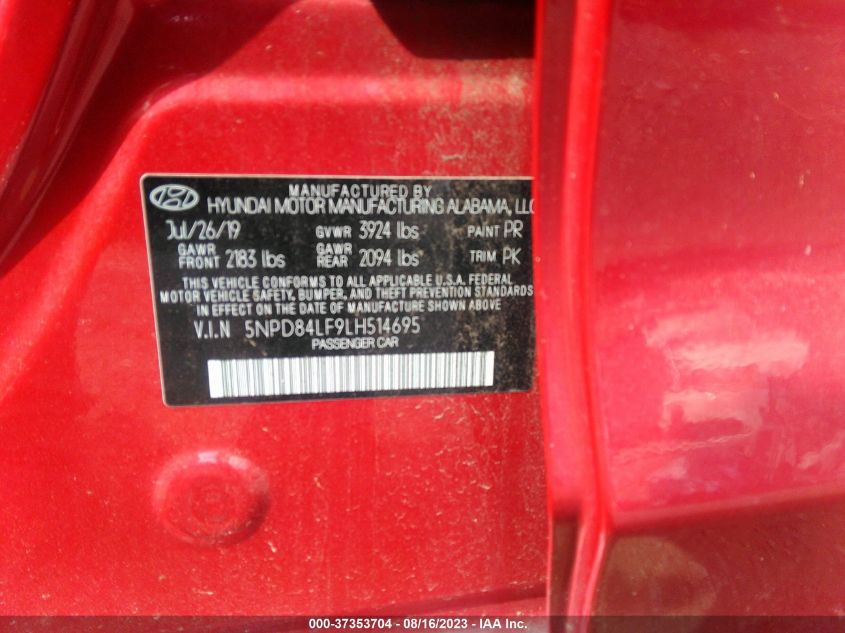 MANUFACTURED BY
HYUNDAI MOTOR MANUFACTURING ALABAMA, LLC
Jul/26/19 GVWR 3924 lbs PAINT PR
GAWR FRONT 2183 lbs GAWR REAR 2094 lbs TRIM PK
THIS VEHICLE CONFORMS TO ALL APPLICABLE U.S.A. FEDERAL
MOTOR VEHICLE SAFETY, BUMPER, AND THEFT PREVENTION STANDARDS
IN EFFECT ON THE DATE OF MANUFACTURE SHOWN ABOVE
V.I.N 5NPD84LF9LH514695
PASSENGER CAR
000-37353704 - 08/16/2023 - IAA Inc.